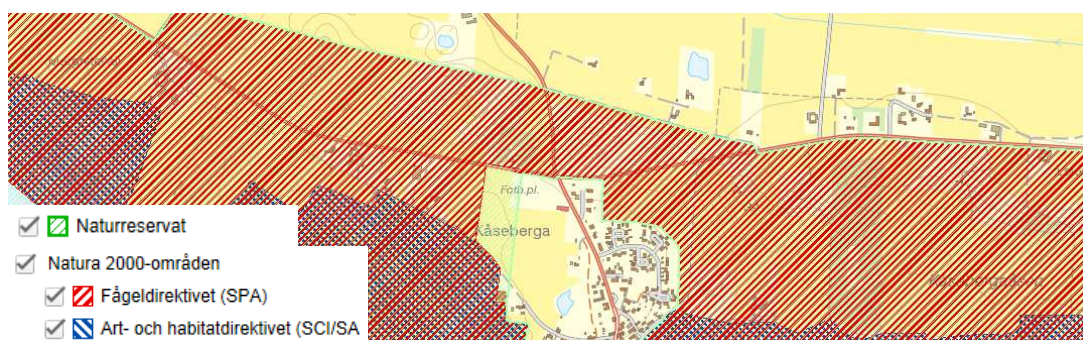 Fotb.pl.
Kåseberga
Naturreservat
Natura 2000-områden
Fågeldirektivet (SPA)
Art- och habitatdirektivet (SCI/SA